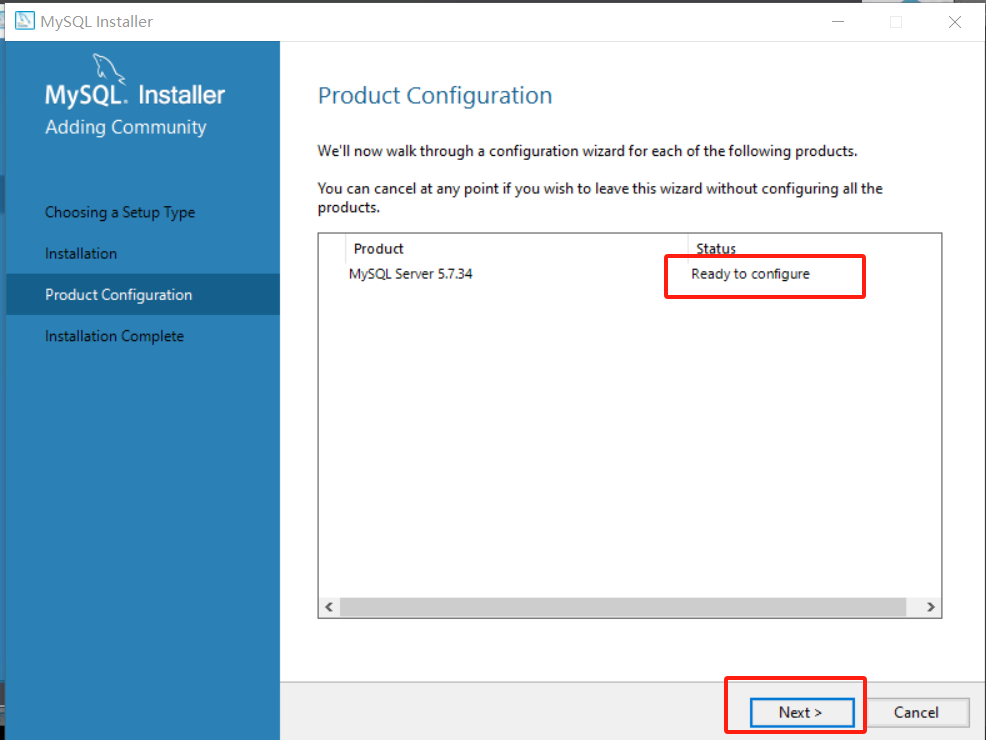 MySQL Installer
MySQL. Installer
Adding Community
Choosing a Setup Type
Installation
Product Configuration
Installation Complete
Product Configuration
We'll now walk through a configuration wizard for each of the following products.
You can cancel at any point if you wish to leave this wizard without configuring all the
products.
Product Status
MySQL Server 5.7.34 Ready to configure
Next > Cancel